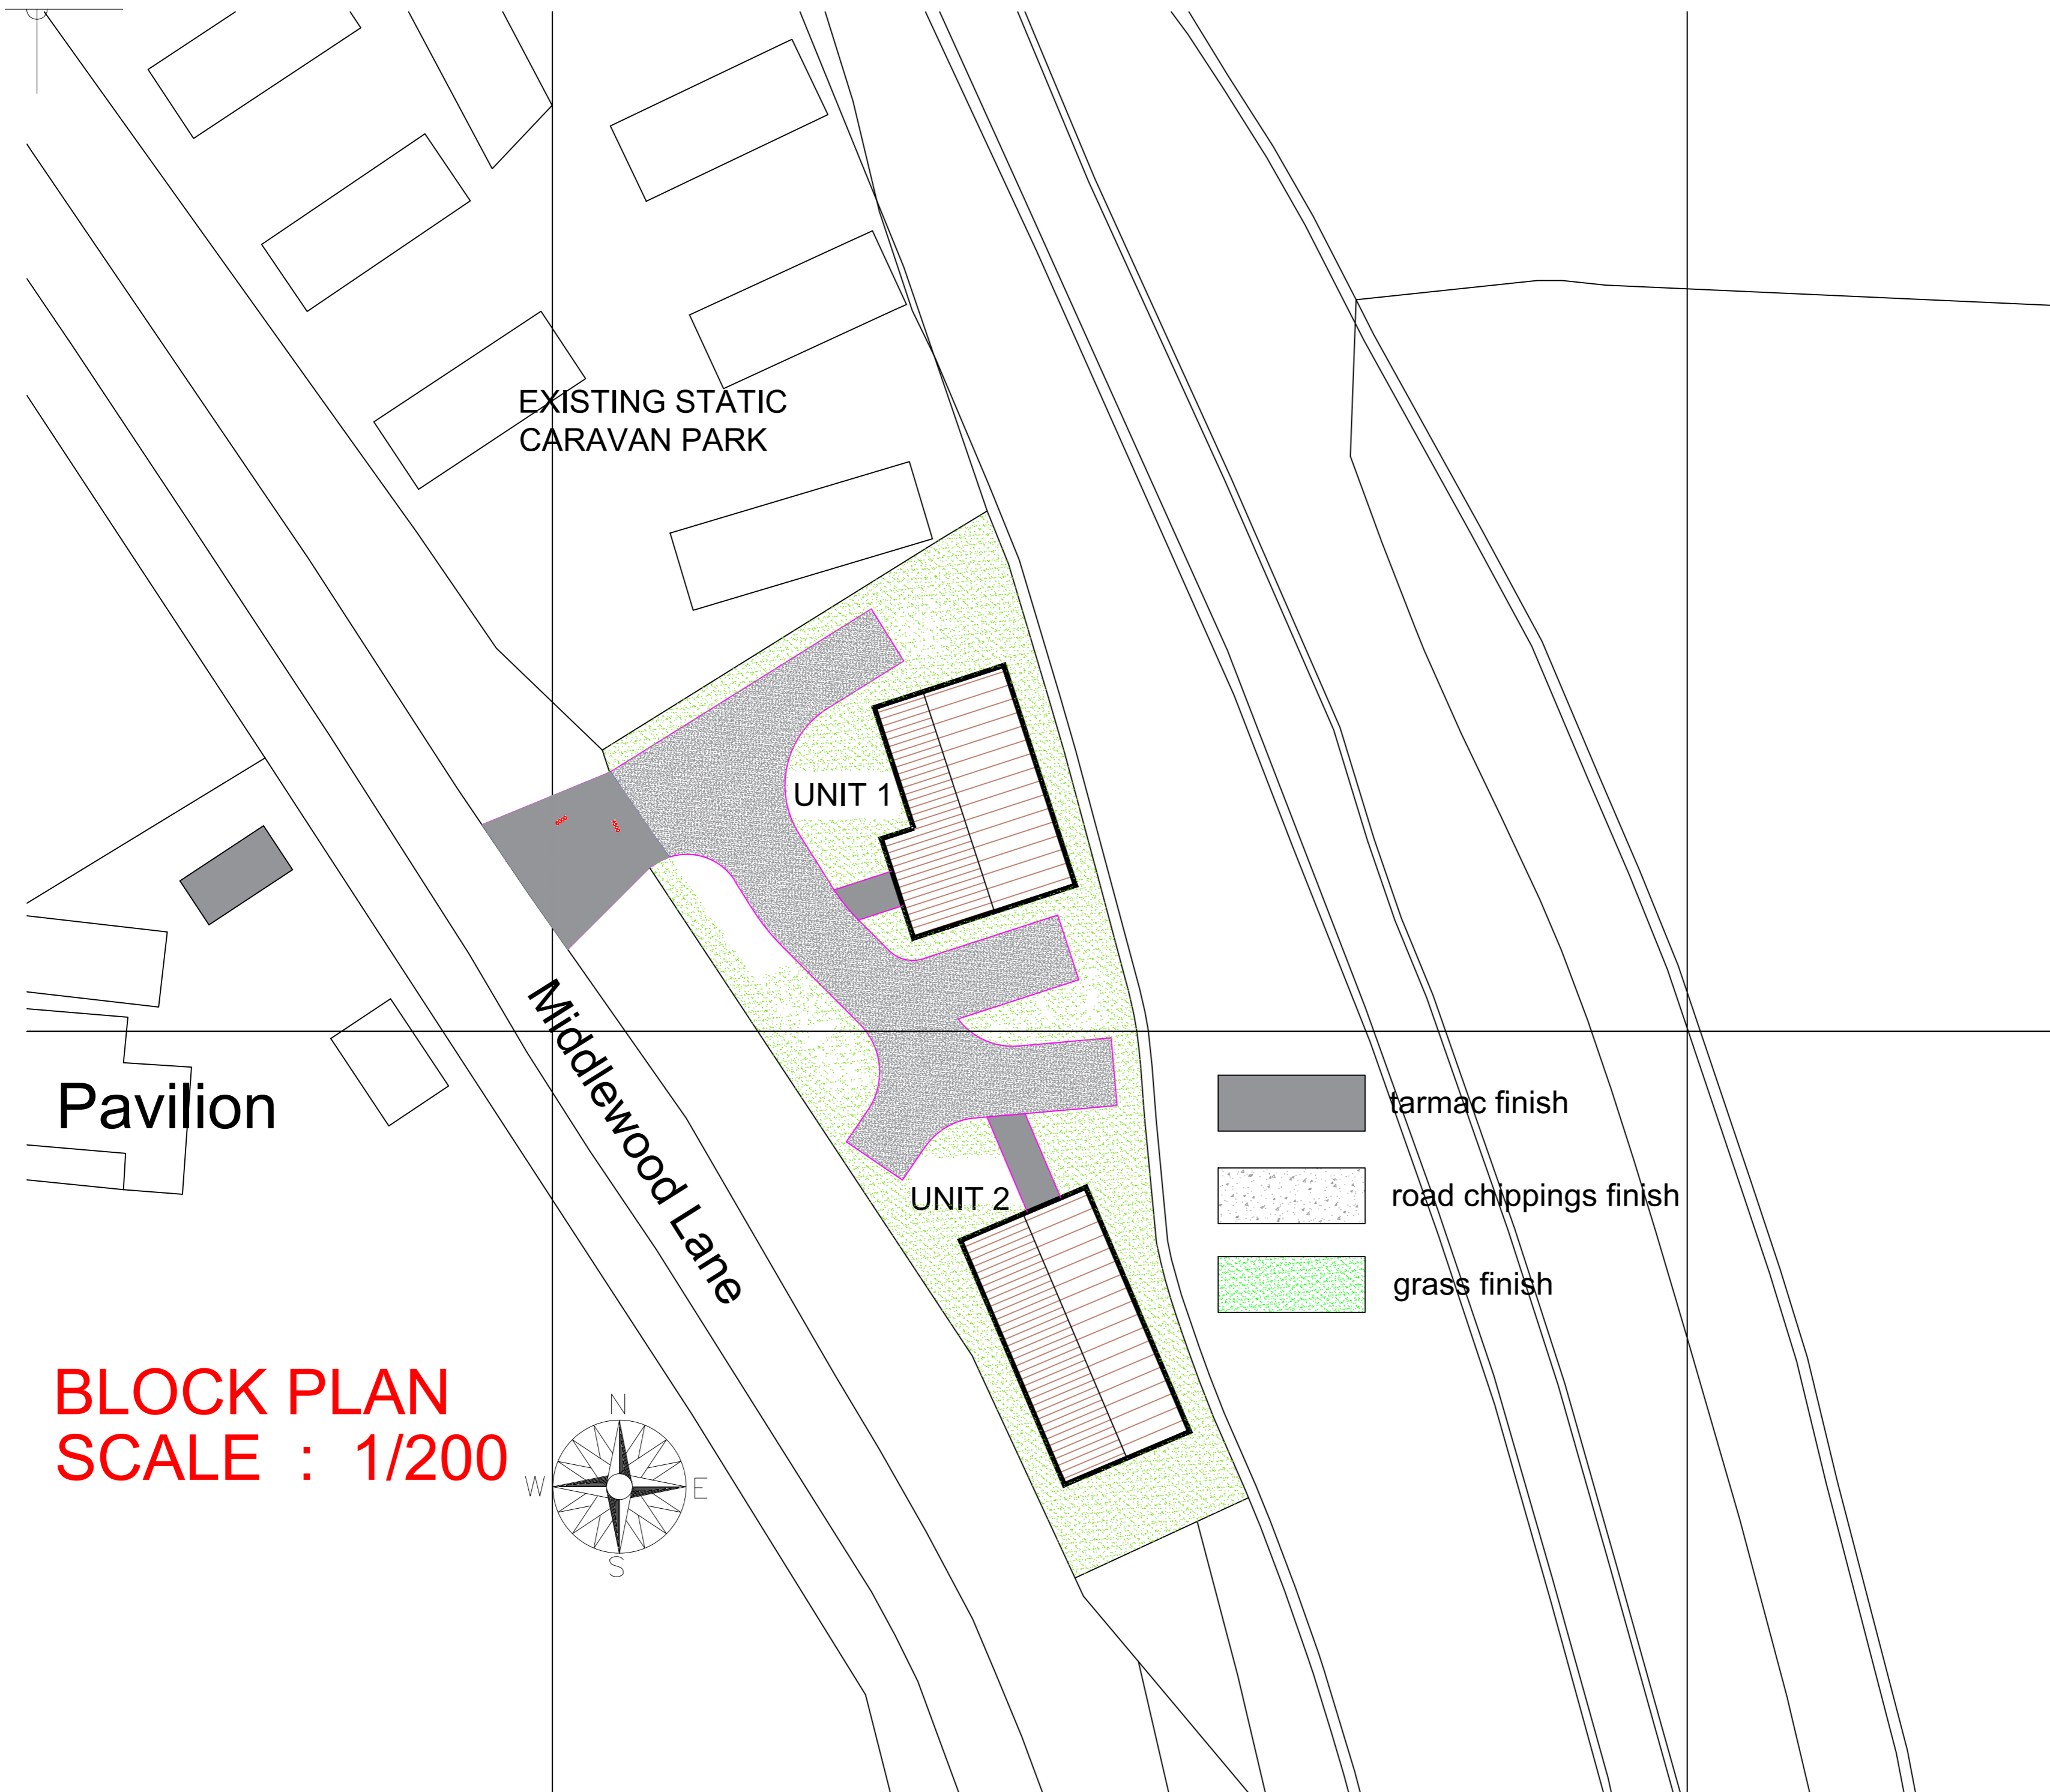 EXISTING STATIC
CARAVAN PARK
UNIT 1
Middlewood Lane
Pavilion
tarmac finish
road chippings finish
UNIT 2
grass finish
BLOCK PLAN
SCALE : 1/200
N
W
E
S